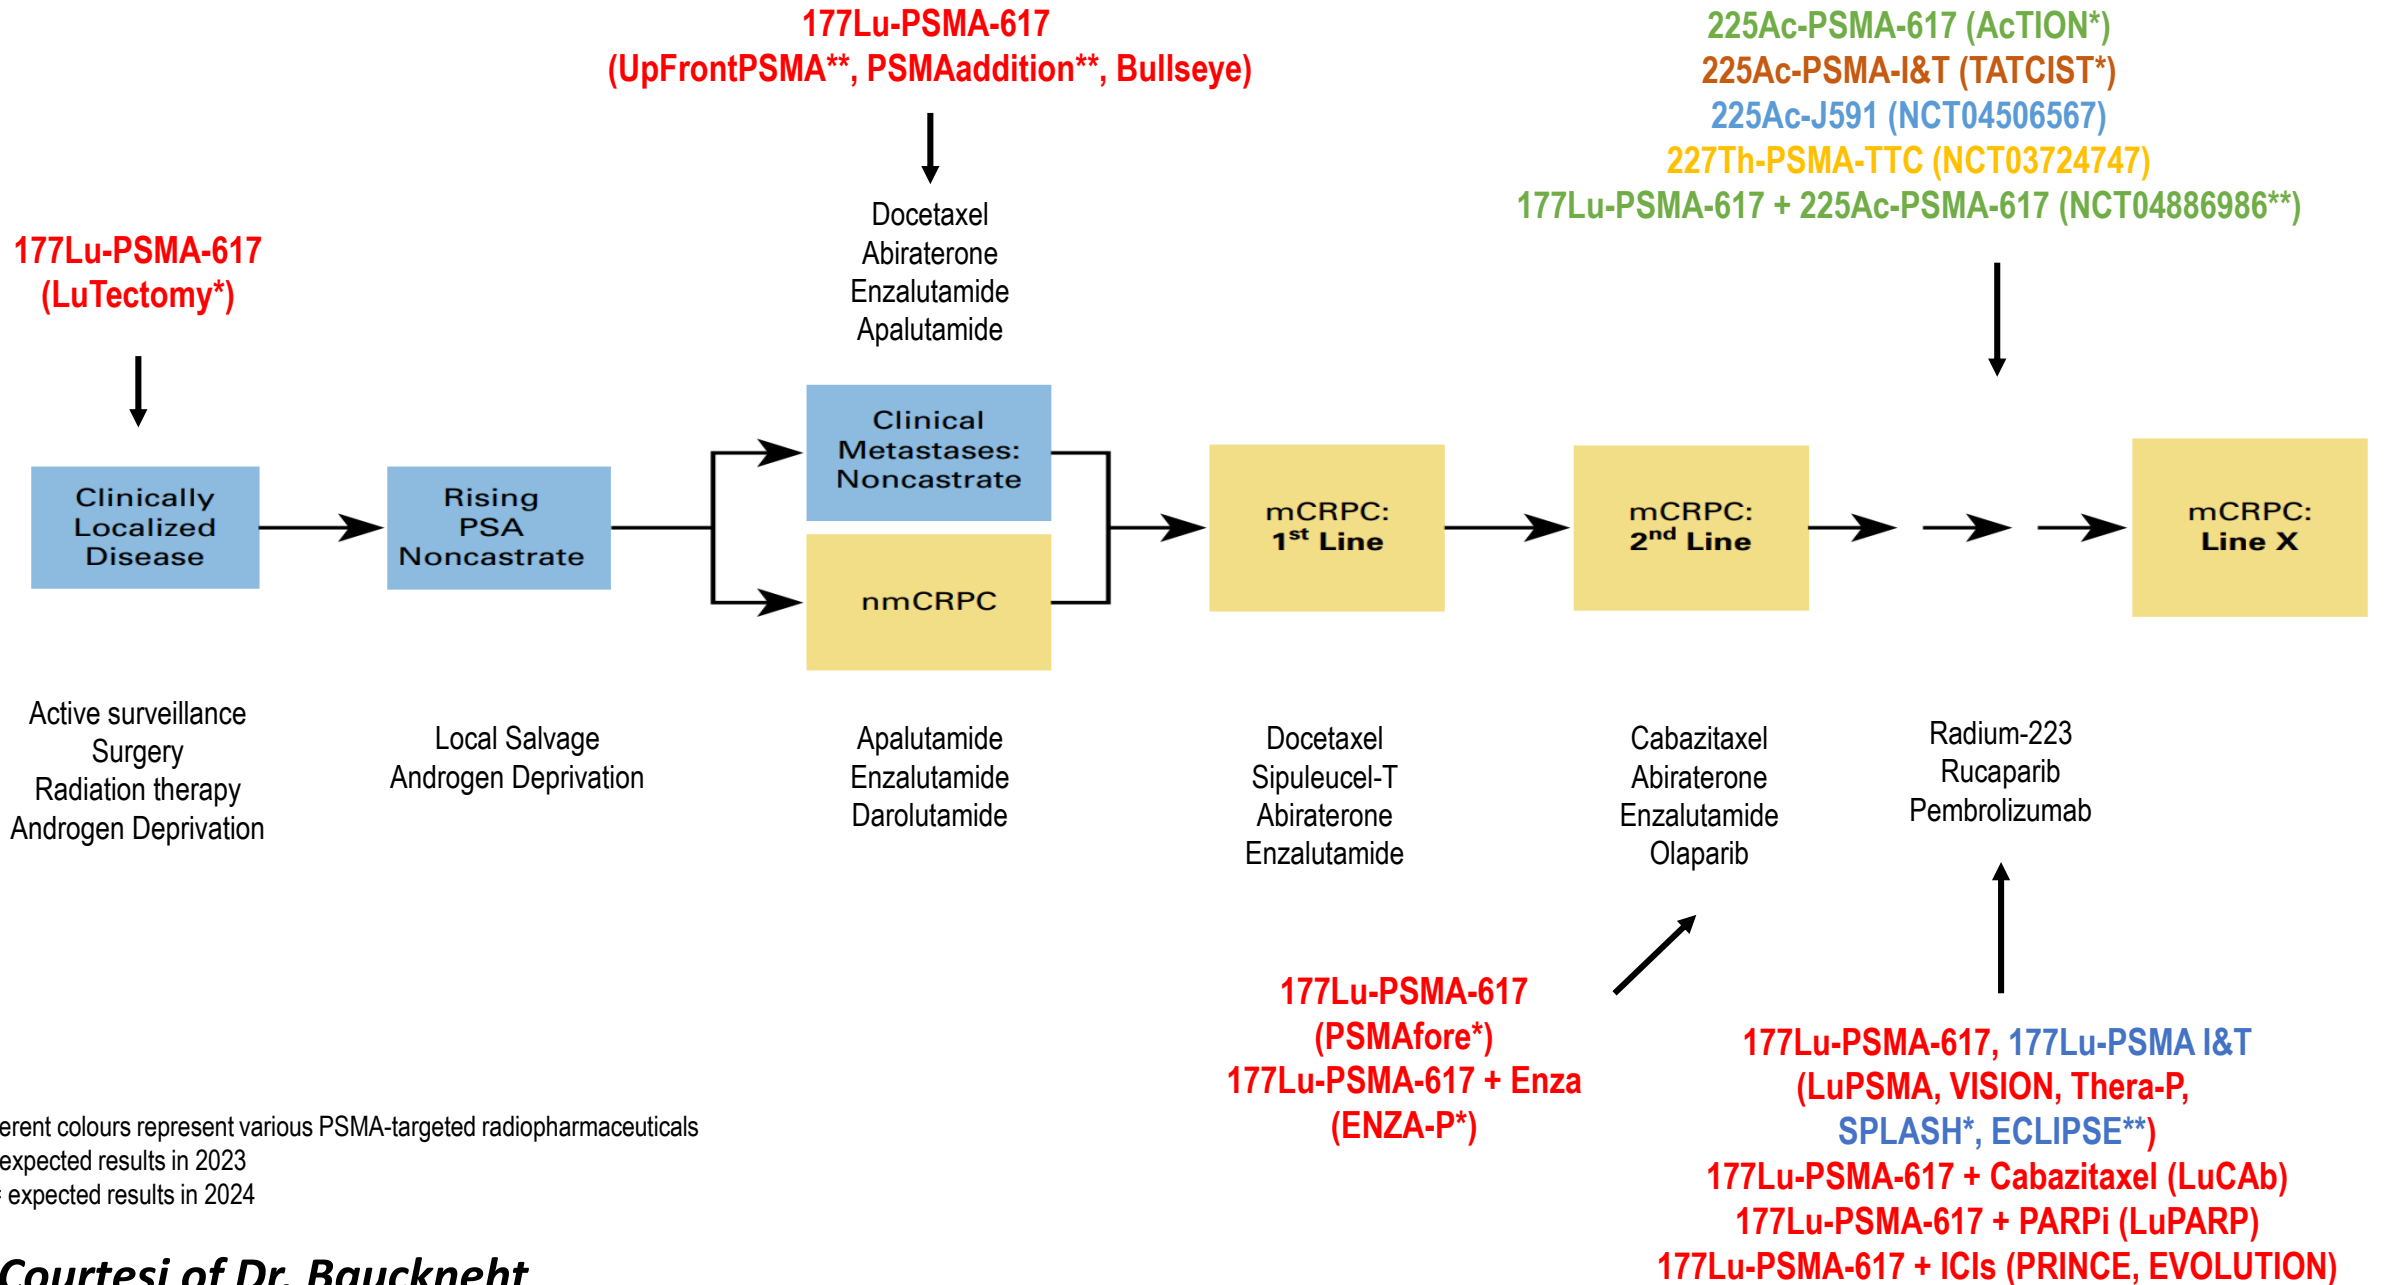 177Lu-PSMA-617
(UpFrontPSMA**, PSMAaddition**, Bullseye)
225Ac-PSMA-617 (AcTION*)
225Ac-PSMA-I&T (TATCIST*)
225Ac-J591 (NCT04506567)
227Th-PSMA-TTC (NCT03724747)
177Lu-PSMA-617 + 225Ac-PSMA-617 (NCT04886986**)
177Lu-PSMA-617
(LuTectomy*)
Docetaxel
Abiraterone
Enzalutamide
Apalutamide
Clinically
Localized
Disease
Rising
PSA
Noncastrate
Clinical
Metastases:
Noncastrate
nmCRPC
mCRPC:
1st Line
mCRPC:
2nd Line
mCRPC:
Line X
Active surveillance
Surgery
Radiation therapy
Androgen Deprivation
Local Salvage
Androgen Deprivation
Apalutamide
Enzalutamide
Darolutamide
Docetaxel
Sipuleucel-T
Abiraterone
Enzalutamide
Cabazitaxel
Abiraterone
Enzalutamide
Olaparib
Radium-223
Rucaparib
Pembrolizumab
177Lu-PSMA-617
(PSMAfore*)
177Lu-PSMA-617 + Enza
(ENZA-P*)
177Lu-PSMA-617, 177Lu-PSMA I&T
(LuPSMA, VISION, Thera-P,
SPLASH*, ECLIPSE**)
177Lu-PSMA-617 + Cabazitaxel (LuCAb)
177Lu-PSMA-617 + PARPi (LuPARP)
177Lu-PSMA-617 + ICIs (PRINCE, EVOLUTION)
erent colours represent various PSMA-targeted radiopharmaceuticals
expected results in 2023
expected results in 2024
Courtesi of Dr. Bauckneht